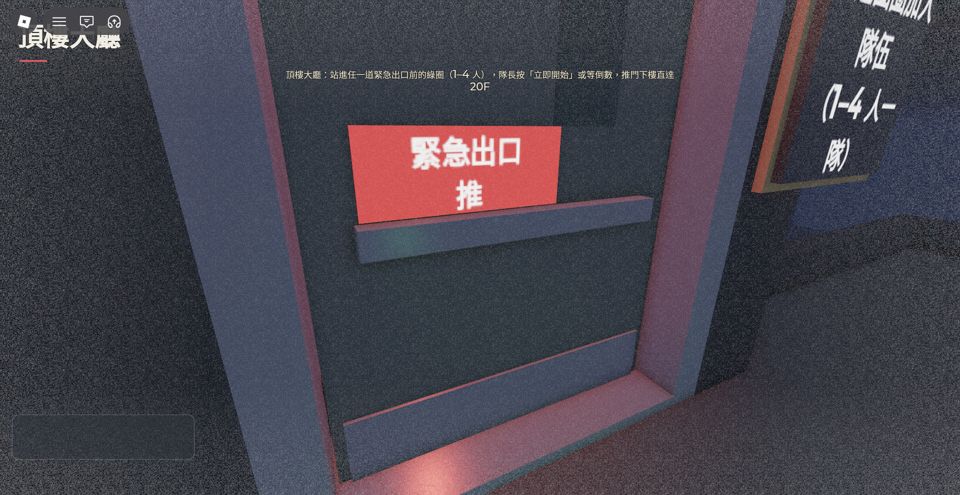 頂樓大廳
頂樓大廳：站進任一道緊急出口前的綠圈（1–4 人），隊長按「立即開始」或等倒數，推門下樓直達
20F
緊急出口
推
隊伍
（1–4 人一
隊）